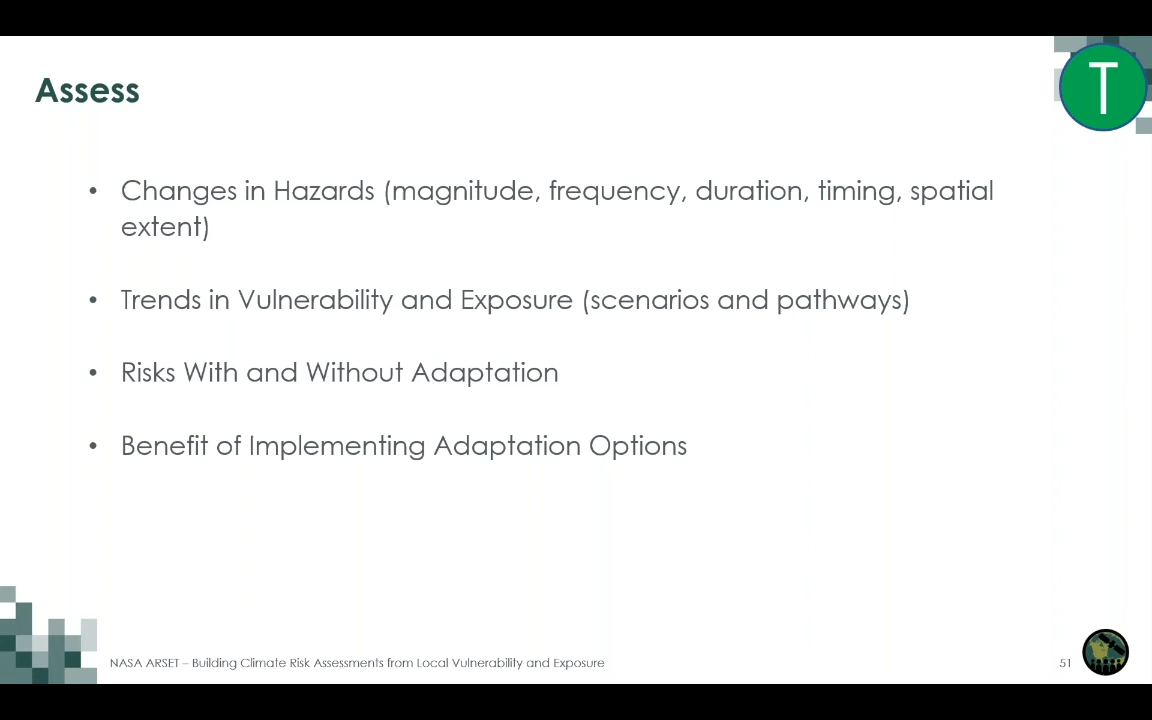 Assess
T
• Changes in Hazards (magnitude, frequency, duration, timing, spatial
extent)
• Trends in Vulnerability and Exposure (scenarios and pathways)
• Risks With and Without Adaptation
• Benefit of Implementing Adaptation Options
NASA ARSET – Building Climate Risk Assessments from Local Vulnerability and Exposure
51